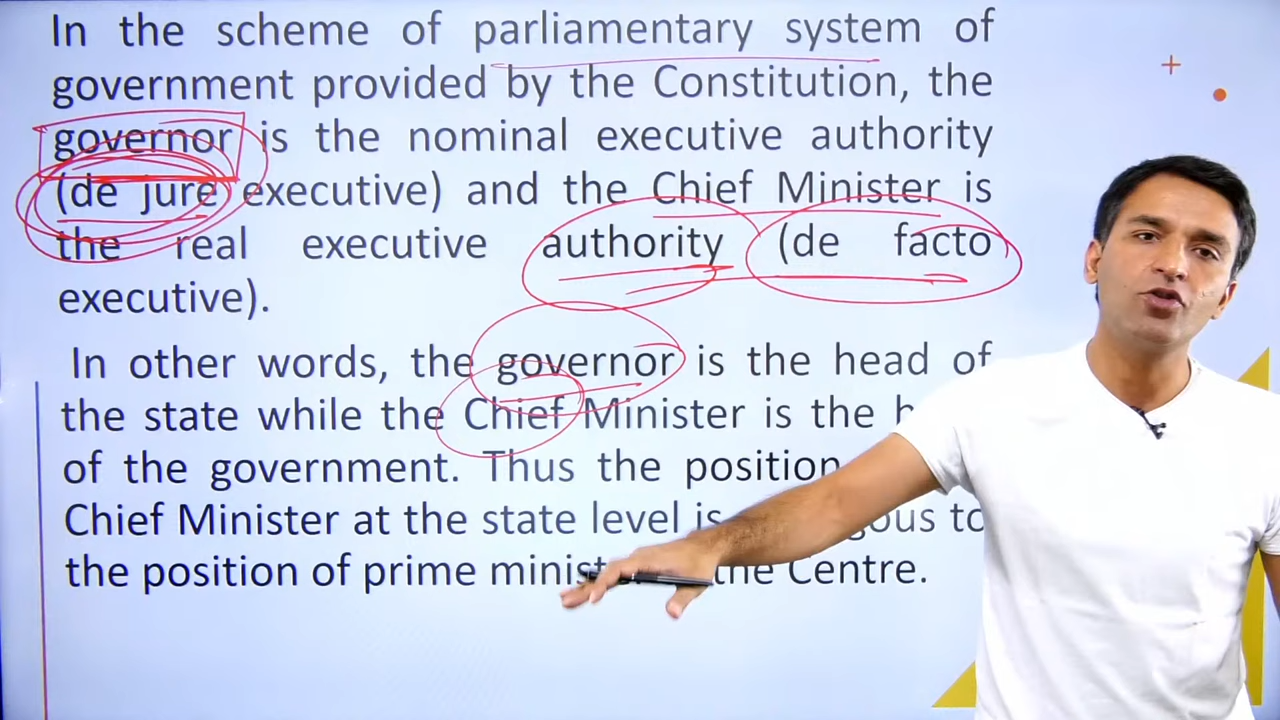 In the scheme of parliamentary system of
government provided by the Constitution, the
governor is the nominal executive authority
(de jure executive) and the Chief Minister is
the real executive authority (de facto
executive).
In other words, the governor is the head of
the state while the Chief Minister is the
of the government. Thus the position
Chief Minister at the state level is to
the position of prime the Centre.